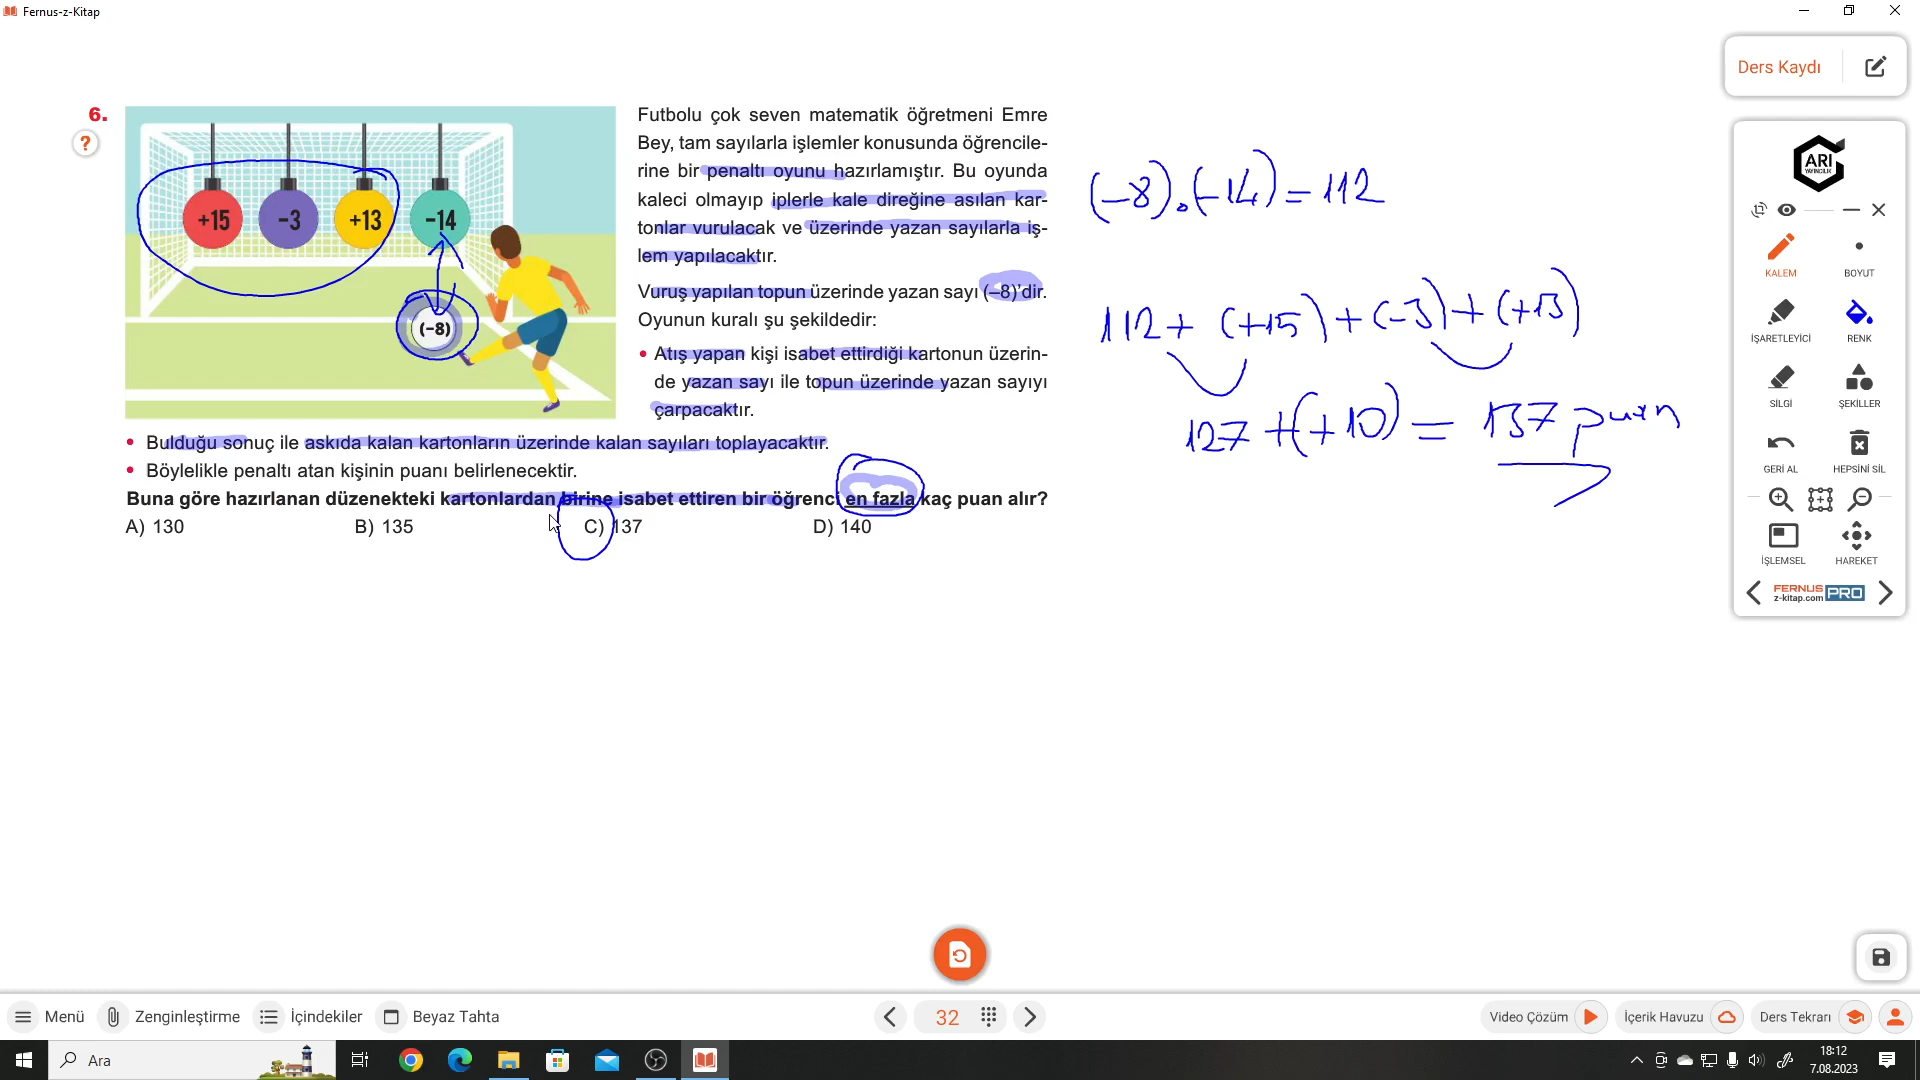 Fernus-z-Kitap
Ders Kaydı
6.
?
+15
-3
+13
-14
(-8)
Futbolu çok seven matematik öğretmeni Emre
Bey, tam sayılarla işlemler konusunda öğrencile-
rine bir penaltı oyunu hazırlamıştır. Bu oyunda
kaleci olmayıp iplerle kale direğine asılan kar-
tonlar vurulacak ve üzerinde yazan sayılarla iş-
lem yapılacaktır.
Vuruş yapılan topun üzerinde yazan sayı (–8)'dir.
Oyunun kuralı şu şekildedir:
• Atış yapan kişi isabet ettirdiği kartonun üzerin-
de yazan sayı ile topun üzerinde yazan sayıyı
çarpacaktır.
• Bulduğu sonuç ile askıda kalan kartonların üzerinde kalan sayıları toplayacaktır.
• Böylelikle penaltı atan kişinin puanı belirlenecektir.
Buna göre hazırlanan düzenekteki kartonlardan birine isabet ettiren bir öğrenci en fazla kaç puan alır?
A) 130
B) 135
C) 137
D) 140
(-8).(-14)=112
112+(+15)+(-3)+(+13)
127+(+10)=137 puan
ARI
YAYINCILIK
KALEM
BOYUT
İŞARETLEYİCİ
RENK
SİLGİ
ŞEKİLLER
GERİ AL
HEPSİNİ SİL
İŞLEMSEL
HAREKET
FERNUS
z-kitap.com
PRO
Menü
Zenginleştirme
İçindekiler
Beyaz Tahta
32
Video Çözüm
İçerik Havuzu
Ders Tekrarı
Ara
18:12
7.08.2023